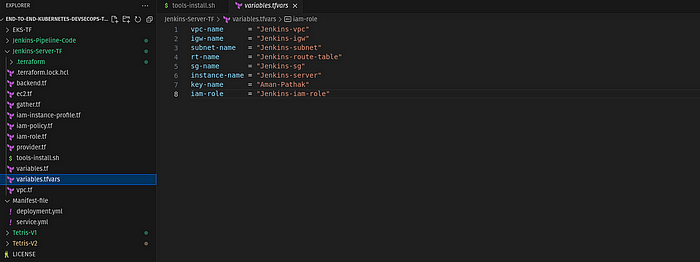 EXPLORER
END-TO-END-KUBERNETES-DEVSECOPS-T...
EKS-TF
Jenkins-Pipeline-Code
Jenkins-Server-TF
.terraform
.terraform.lock.hcl
backend.tf
ec2.tf
gather.tf
iam-instance-profile.tf
iam-policy.tf
iam-role.tf
provider.tf
$ tools-install.sh
variables.tf
variables.tfvars
vpc.tf
Manifest-file
! deployment.yml
! service.yml
Tetris-V1
Tetris-V2
LICENSE
$ tools-install.sh
variables.tfvars ×
Jenkins-Server-TF > variables.tfvars > iam-role
1 vpc-name = "Jenkins-vpc"
2 igw-name = "Jenkins-igw"
3 subnet-name = "Jenkins-subnet"
4 rt-name = "Jenkins-route-table"
5 sg-name = "Jenkins-sg"
6 instance-name = "Jenkins-server"
7 key-name = "Aman-Pathak"
8 iam-role = "Jenkins-iam-role"